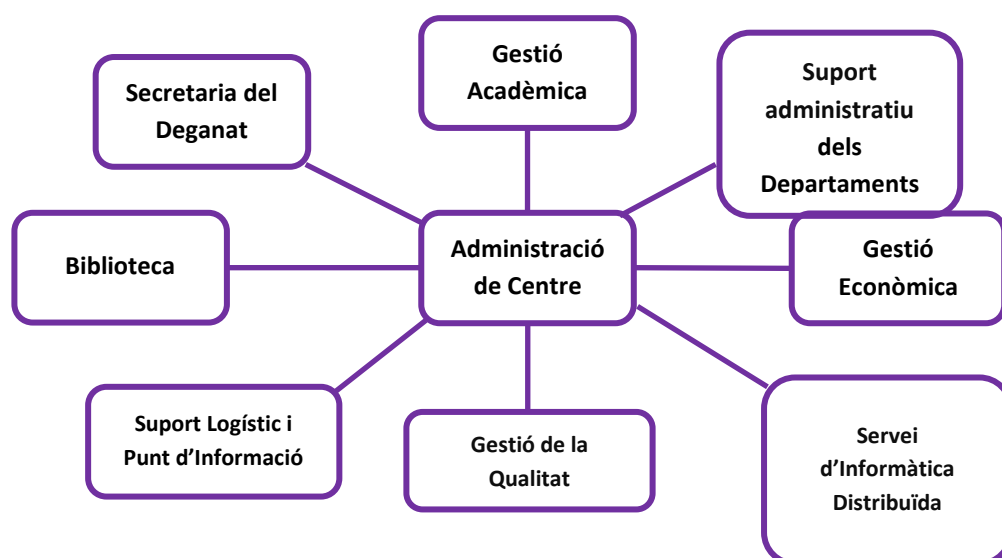 Secretaria del
Deganat
Gestió
Acadèmica
Suport
administratiu
dels
Departaments
Biblioteca
Administració
de Centre
Gestió
Econòmica
Suport Logístic i
Punt d’Informació
Gestió de la
Qualitat
Servei
d’Informàtica
Distribuïda